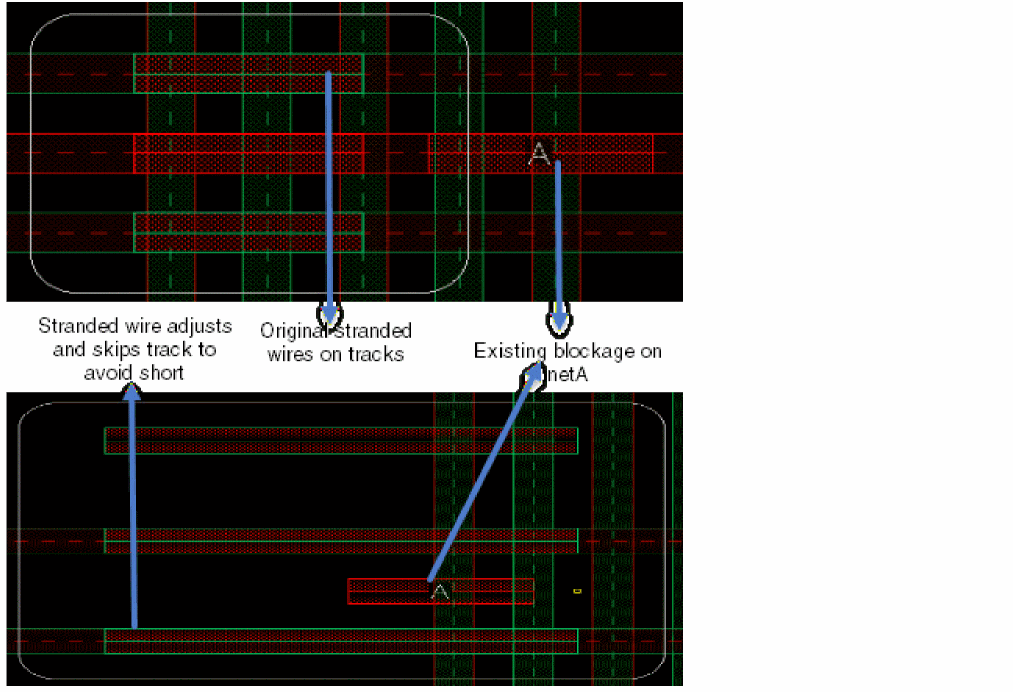 A
Stranded wire adjusts
and skips track to
avoid short
Original stranded
wires on tracks
Existing blockage on
netA
A